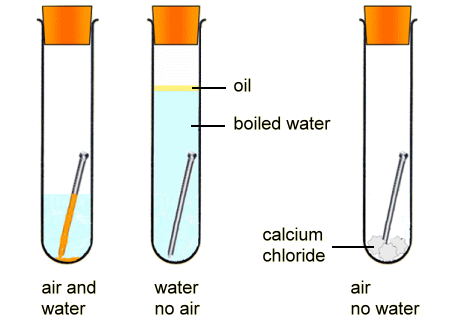 oil
boiled water
calcium
chloride
air and
water
water
no air
air
no water